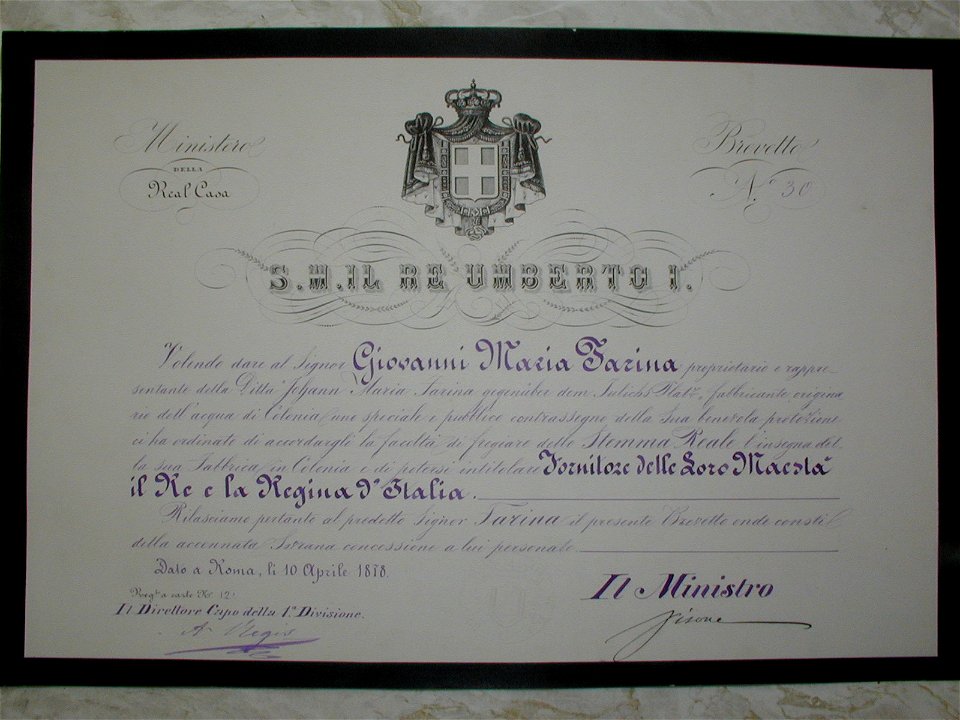 Ministero
DELLA
Real Casa
Brevetto
N.° 30
S.M.IL RE UMBERTO I.
Volendo dare al Signor Giovanni Maria Farina proprietario e rappre-
sentante della Ditta Johann Maria Farina gegenüber dem Julichs Platz, fabbricante origina
rio dell'acqua di Colonia, uno speciale e pubblico contrassegno della Sua benevola protezione
ci ha ordinato di accordargli la facoltà di fregiare dello Stemma Reale l'insegna del-
la sua Fabbrica in Colonia e di potersi intitolare Fornitore delle Loro Maestà
il Re e la Regina d'Italia.
Rilasciamo pertanto al predetto Signor Farina il presente Brevetto onde consti
della accennata Sovrana concessione a lui personale.
Dato a Roma, li 10 Aprile 1878.
Reg.to a carte N.° 12
Il Direttore Capo della 1ª Divisione.
Il Ministro